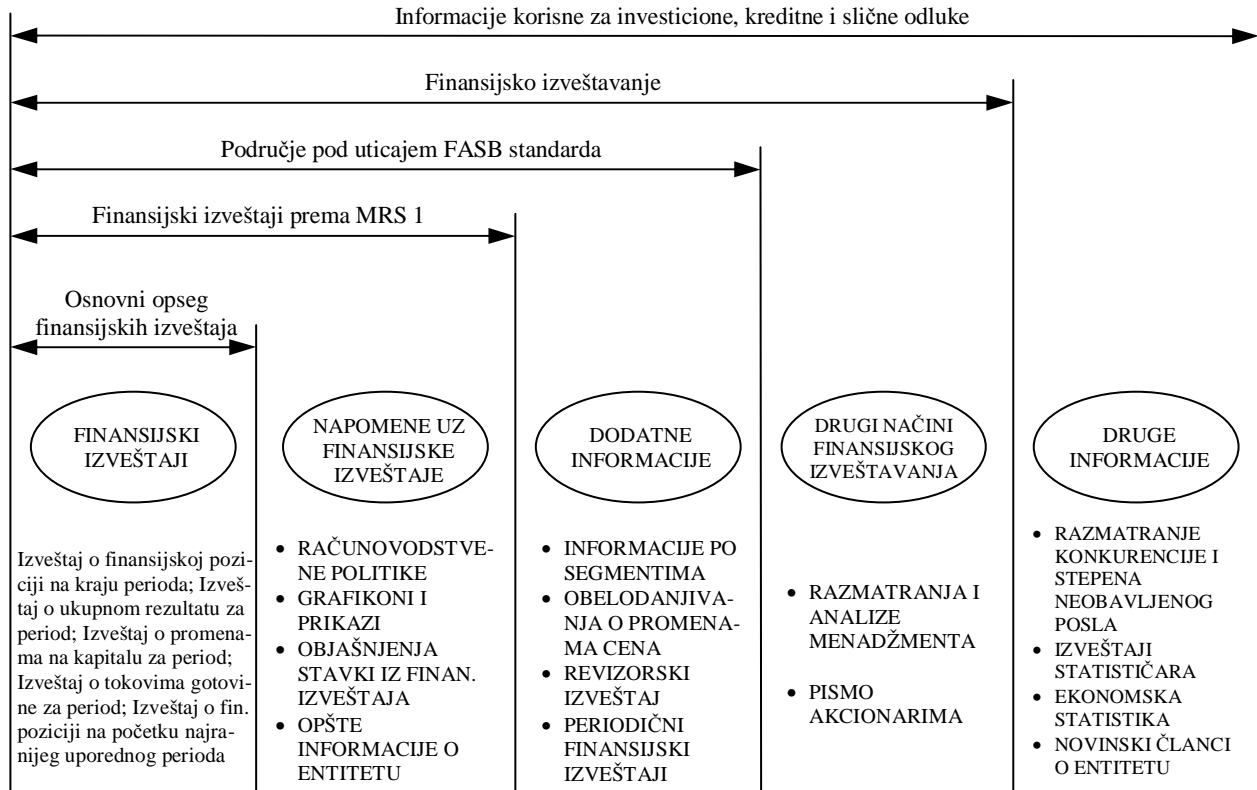 Informacije korisne za investicione, kreditne i slične odluke
Finansijsko izveštavanje
Područje pod uticajem FASB standarda
Finansijski izveštaji prema MRS 1
Osnovni opseg
finansijskih izveštaja
FINANSIJSKI
IZVEŠTAJI
Izveštaj o finansijskoj pozi-
ciji na kraju perioda; Izveš-
taj o ukupnom rezultatu za
period; Izveštaj o promena-
ma na kapitalu za period;
Izveštaj o tokovima gotovi-
ne za period; Izveštaj o fin.
poziciji na početku najra-
nijeg uporednog perioda
NAPOMENE UZ
FINANSIJSKE
IZVEŠTAJE
• RAČUNOVODSTVE-
NE POLITIKE
• GRAFIKONI I
PRIKAZI
• OBJAŠNJENJA
STAVKI IZ FINAN.
IZVEŠTAJA
• OPŠTE
INFORMACIJE O
ENTITETU
DODATNE
INFORMACIJE
• INFORMACIJE PO
SEGMENTIMA
• OBELODANJIVA-
NJA O PROMENA-
MA CENA
• REVIZORSKI
IZVEŠTAJ
• PERIODIČNI
FINANSIJSKI
IZVEŠTAJI
DRUGI NAČINI
FINANSIJSKOG
IZVEŠTAVANJA
• RAZMATRANJA I
ANALIZE
MENADŽMENTA
• PISMO
AKCIONARIMA
DRUGE
INFORMACIJE
• RAZMATRANJE
KONKURENCIJE I
STEPENA
NEOBAVLJENOG
POSLA
• IZVEŠTAJI
STATISTIČARA
• EKONOMSKA
STATISTIKA
• NOVINSKI ČLANCI
O ENTITETU